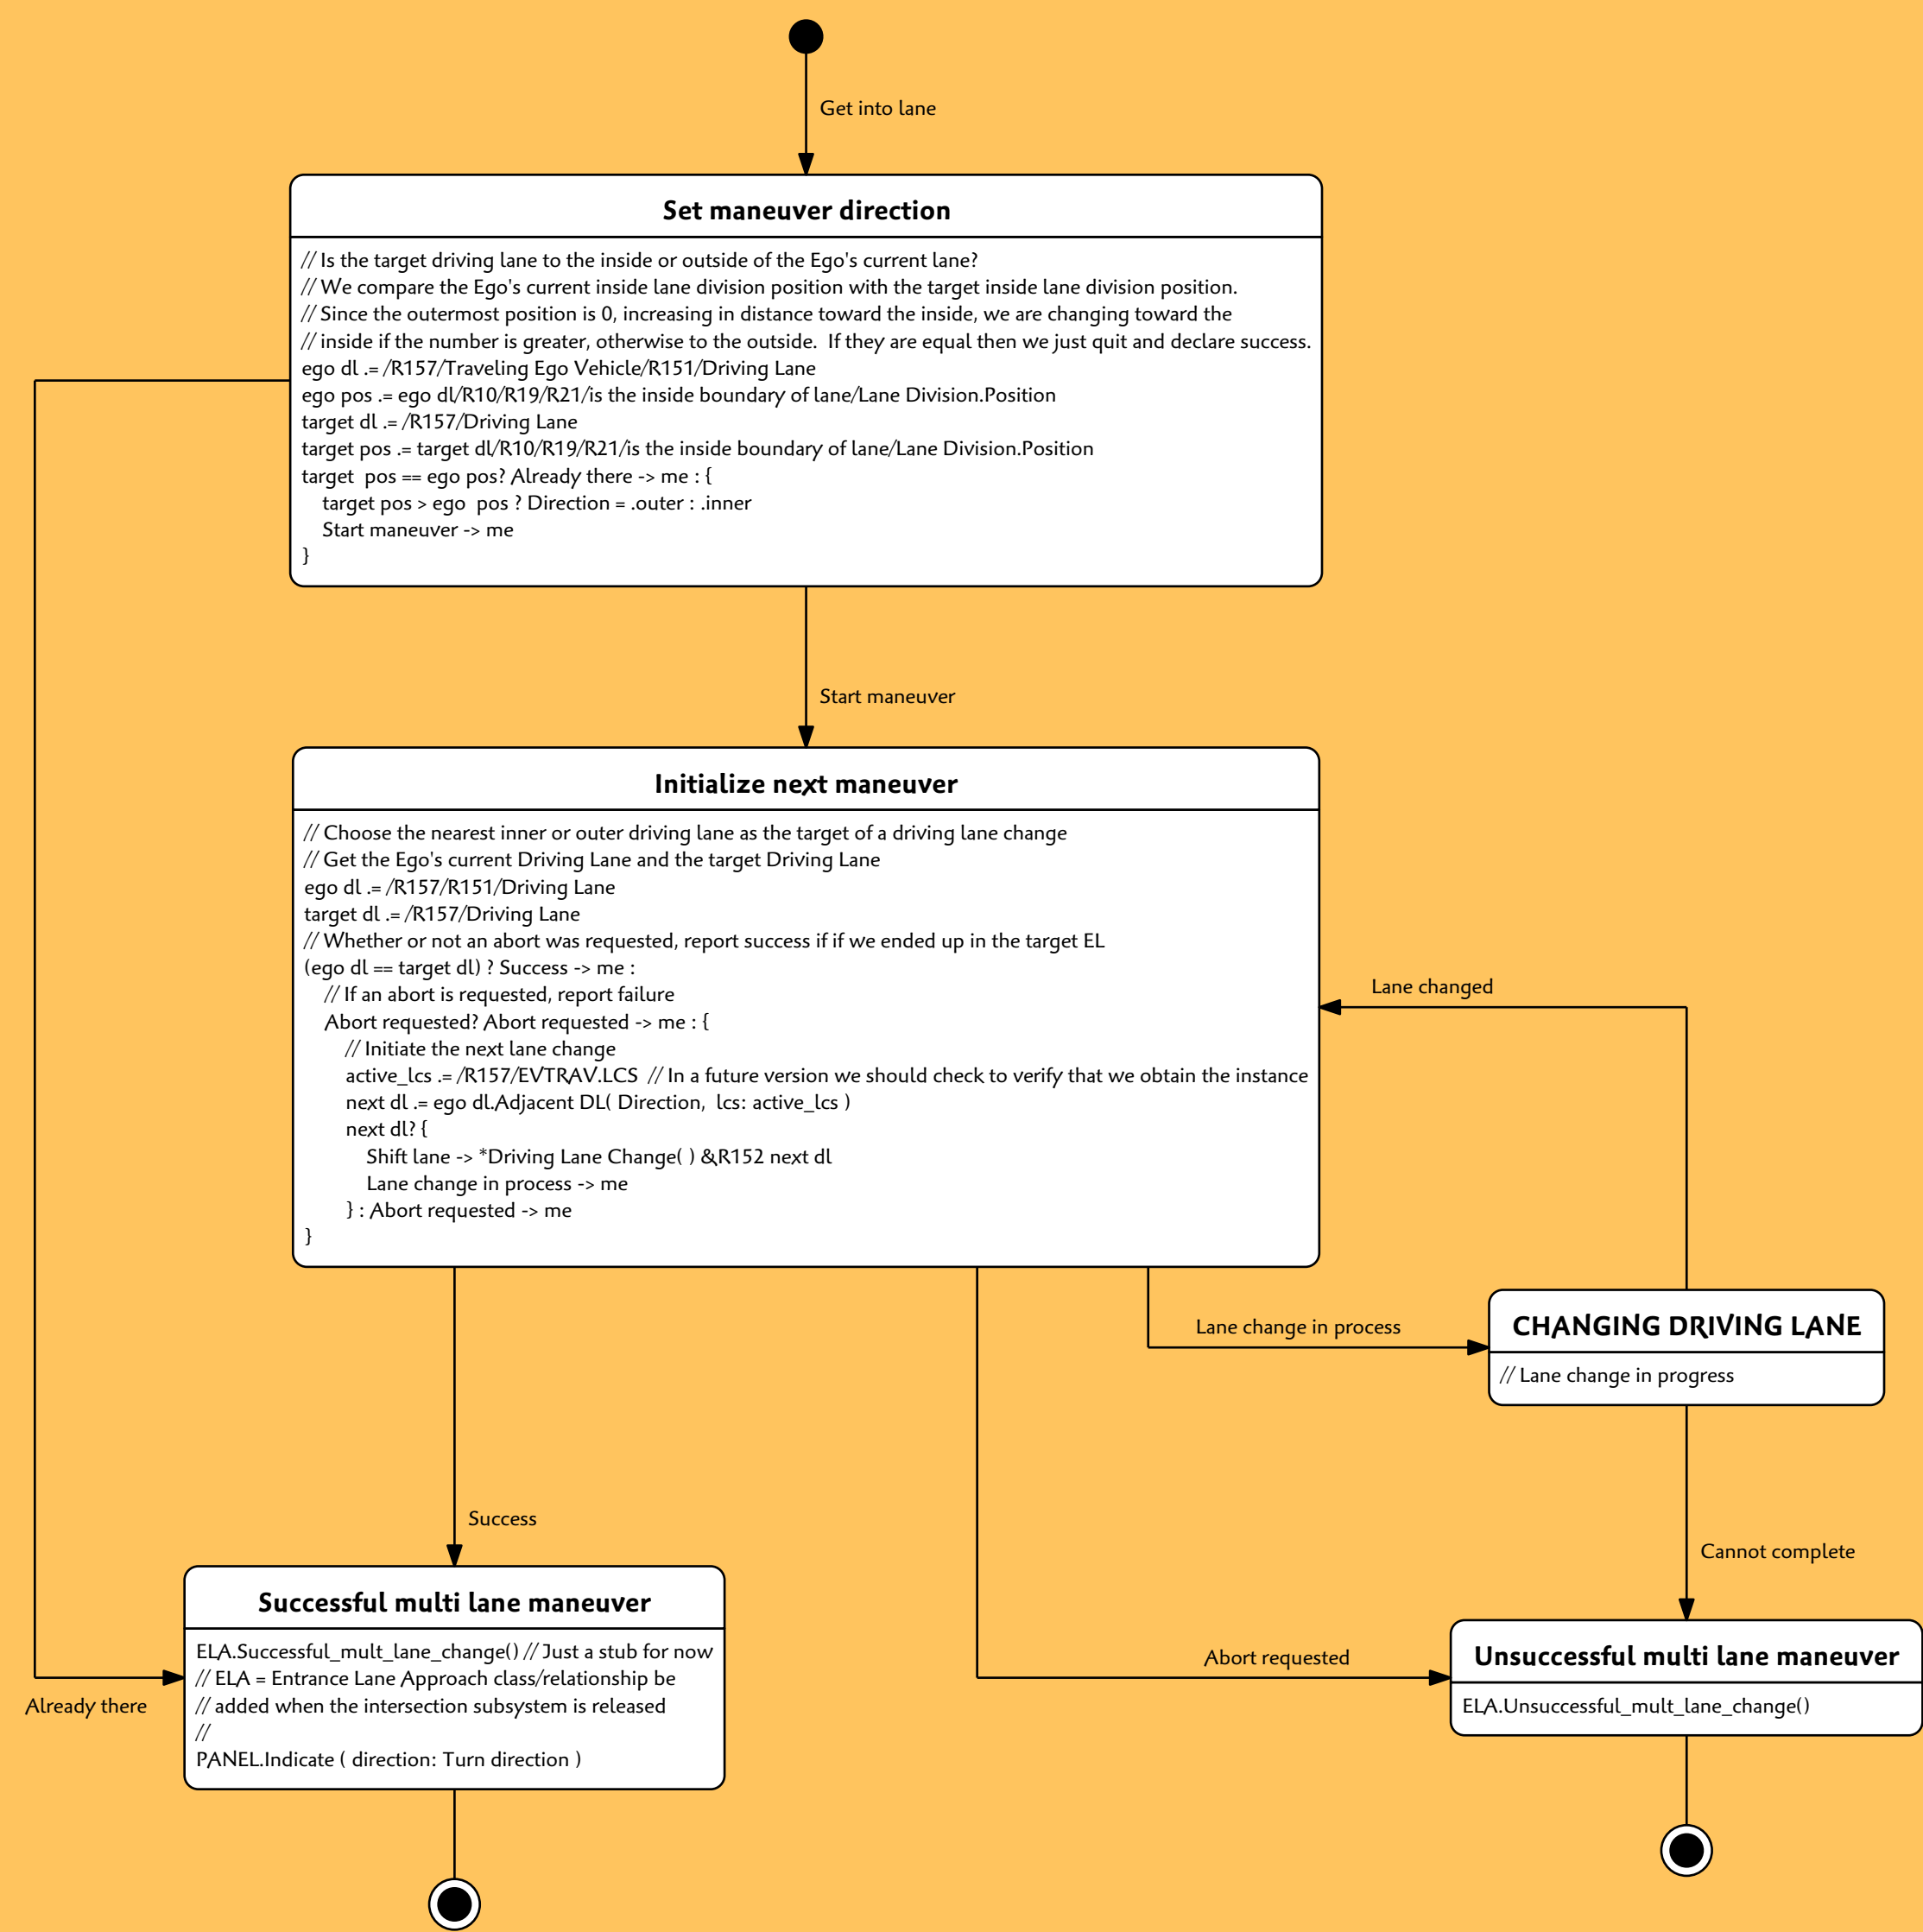 Get into lane
Set maneuver direction
// Is the target driving lane to the inside or outside of the Ego's current lane?
// We compare the Ego's current inside lane division position with the target inside lane division position.
// Since the outermost position is 0, increasing in distance toward the inside, we are changing toward the
// inside if the number is greater, otherwise to the outside.  If they are equal then we just quit and declare success.
ego dl .= /R157/Traveling Ego Vehicle/R151/Driving Lane
ego pos .= ego dl/R10/R19/R21/is the inside boundary of lane/Lane Division.Position
target dl .= /R157/Driving Lane
target pos .= target dl/R10/R19/R21/is the inside boundary of lane/Lane Division.Position
target  pos == ego pos? Already there -> me : {
target pos > ego  pos ? Direction = .outer : .inner
Start maneuver -> me
}
Start maneuver
Initialize next maneuver
// Choose the nearest inner or outer driving lane as the target of a driving lane change
// Get the Ego's current Driving Lane and the target Driving Lane
ego dl .= /R157/R151/Driving Lane
target dl .= /R157/Driving Lane
// Whether or not an abort was requested, report success if if we ended up in the target EL
(ego dl == target dl) ? Success -> me :
// If an abort is requested, report failure
Abort requested? Abort requested -> me : {
// Initiate the next lane change
active_lcs .= /R157/EVTRAV.LCS  // In a future version we should check to verify that we obtain the instance
next dl .= ego dl.Adjacent DL( Direction,  lcs: active_lcs )
next dl? {
Shift lane -> *Driving Lane Change( ) &R152 next dl
Lane change in process -> me
} : Abort requested -> me
}
Lane changed
Lane change in process
CHANGING DRIVING LANE
// Lane change in progress
Success
Cannot complete
Successful multi lane maneuver
ELA.Successful_mult_lane_change() // Just a stub for now
// ELA = Entrance Lane Approach class/relationship be
// added when the intersection subsystem is released
//
PANEL.Indicate ( direction: Turn direction )
Already there
Abort requested
Unsuccessful multi lane maneuver
ELA.Unsuccessful_mult_lane_change()